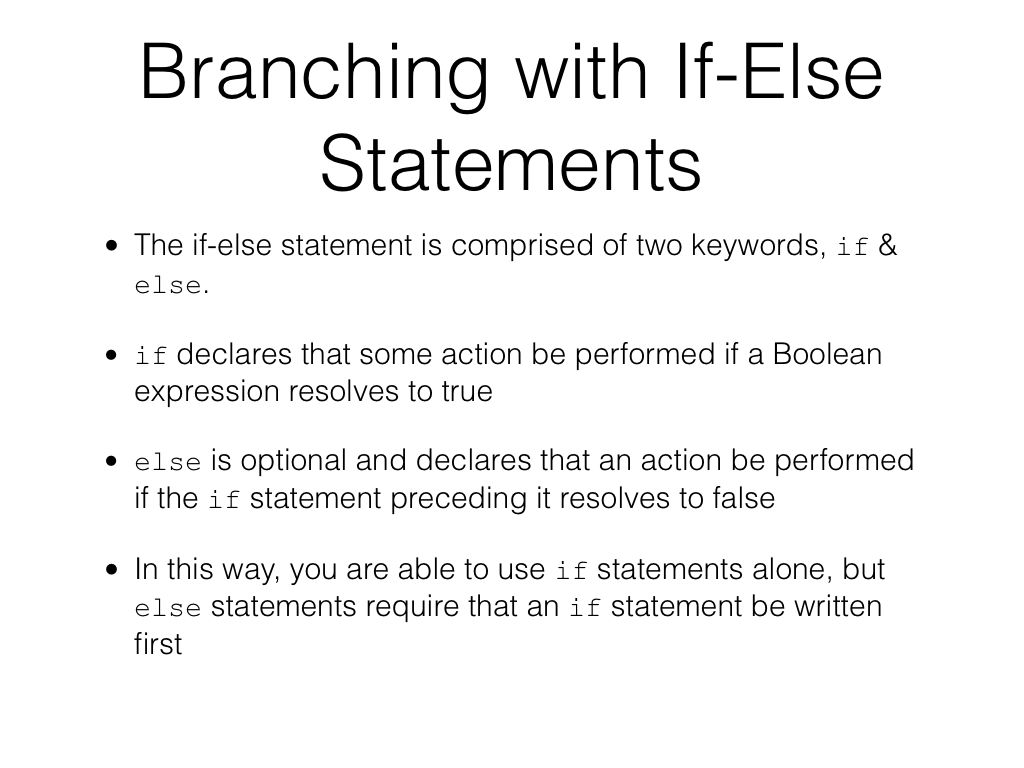 Branching with If-Else
Statements
• The if-else statement is comprised of two keywords, if &
else.
• if declares that some action be performed if a Boolean
expression resolves to true
• else is optional and declares that an action be performed
if the if statement preceding it resolves to false
• In this way, you are able to use if statements alone, but
else statements require that an if statement be written
first